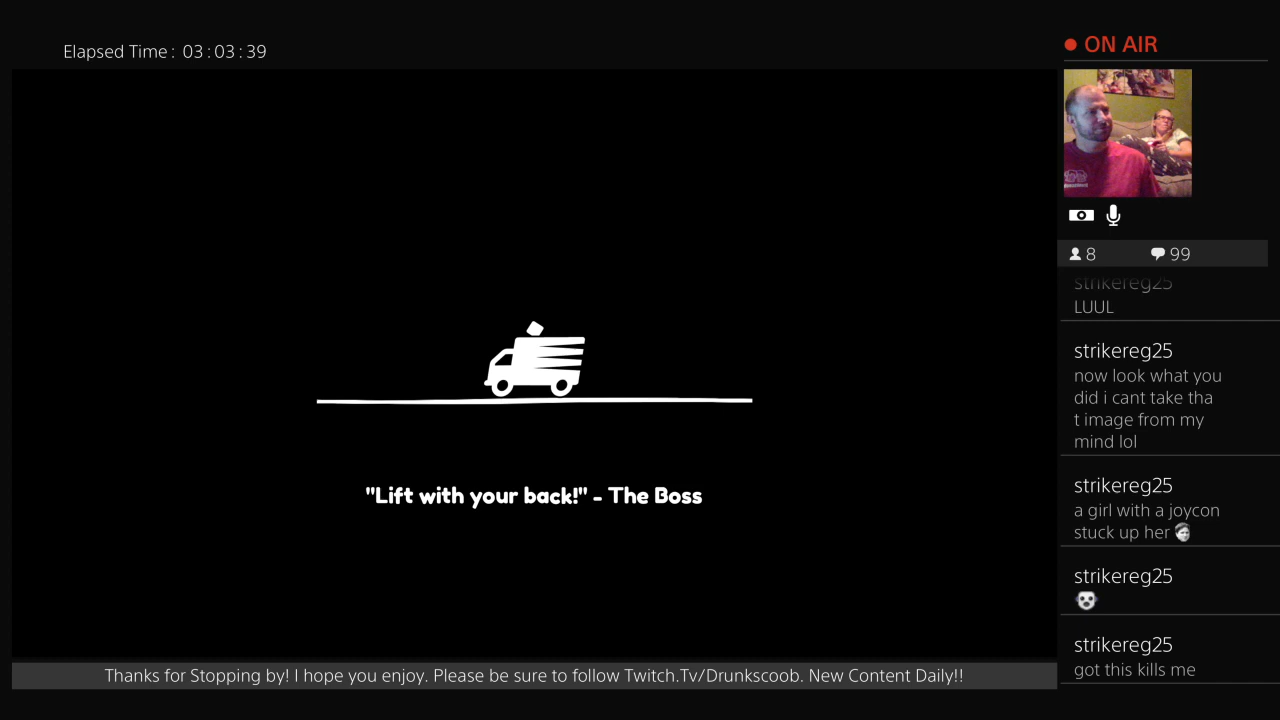 Elapsed Time: 03:03:39
ON AIR
8
99
strikereg25
LUUL
strikereg25
now look what you
did i cant take tha
t image from my
mind lol
strikereg25
a girl with a joycon
stuck up her
strikereg25
strikereg25
got this kills me
"Lift with your back!" - The Boss
Thanks for Stopping by! I hope you enjoy. Please be sure to follow Twitch.Tv/Drunkscoob. New Content Daily!!